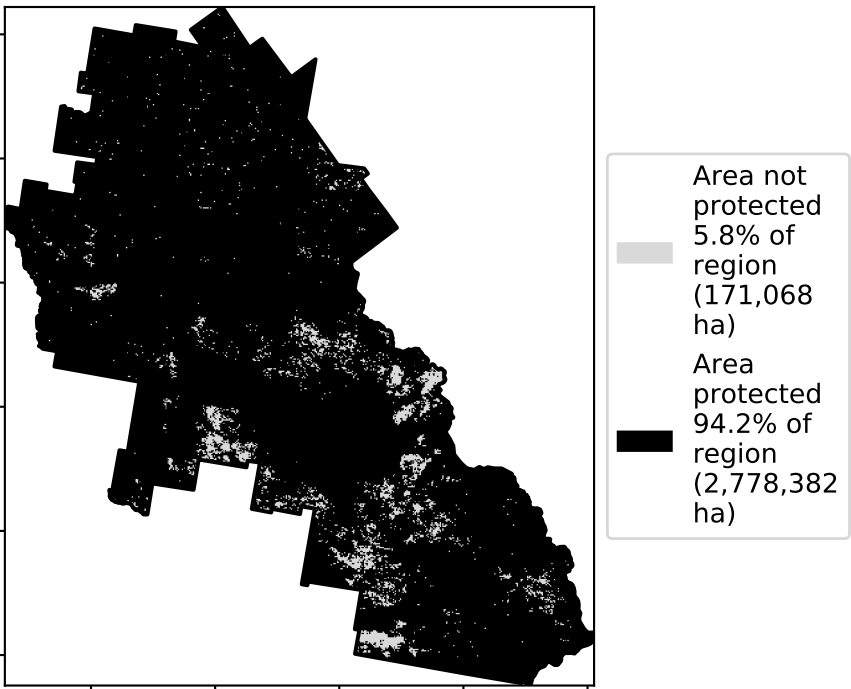 Area not
protected
5.8% of
region
(171,068
ha)
Area
protected
94.2% of
region
(2,778,382
ha)